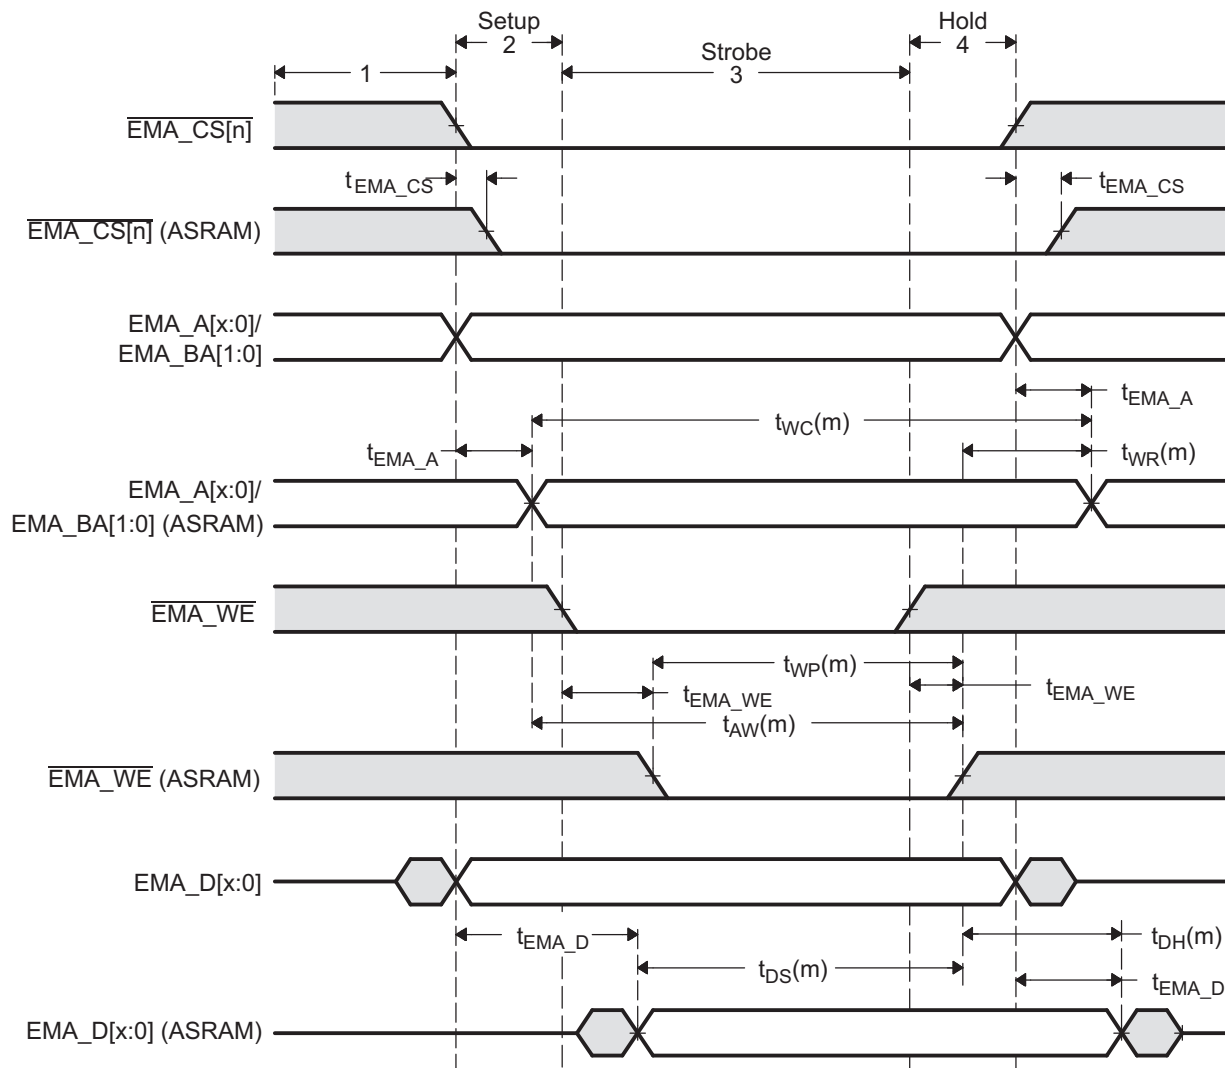 Setup
2
Hold
4
Strobe
3
1
EMA_CS[n]
tEMA_CS
tEMA_CS
EMA_CS[n] (ASRAM)
EMA_A[x:0]/
EMA_BA[1:0]
tEMA_A
tWC(m)
tEMA_A
tWR(m)
EMA_A[x:0]/
EMA_BA[1:0] (ASRAM)
EMA_WE
tWP(m)
tEMA_WE
tEMA_WE
tAW(m)
EMA_WE (ASRAM)
EMA_D[x:0]
tEMA_D
tDH(m)
tDS(m)
tEMA_D
EMA_D[x:0] (ASRAM)